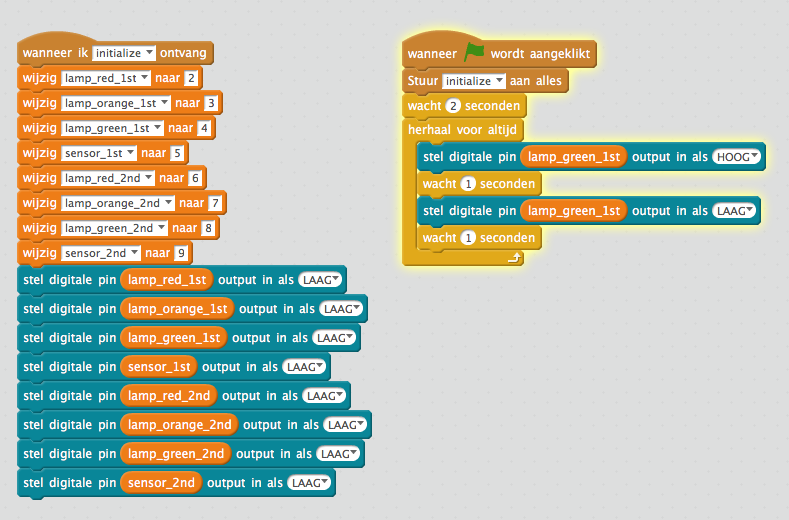 wanneer ik initialize ontvang
wijzig lamp_red_1st naar 2
wijzig lamp_orange_1st naar 3
wijzig lamp_green_1st naar 4
wijzig sensor_1st naar 5
wijzig lamp_red_2nd naar 6
wijzig lamp_orange_2nd naar 7
wijzig lamp_green_2nd naar 8
wijzig sensor_2nd naar 9
stel digitale pin lamp_red_1st output in als LAAG
stel digitale pin lamp_orange_1st output in als LAAG
stel digitale pin lamp_green_1st output in als LAAG
stel digitale pin sensor_1st output in als LAAG
stel digitale pin lamp_red_2nd output in als LAAG
stel digitale pin lamp_orange_2nd output in als LAAG
stel digitale pin lamp_green_2nd output in als LAAG
stel digitale pin sensor_2nd output in als LAAG
wanneer wordt aangeklikt
Stuur initialize aan alles
wacht 2 seconden
herhaal voor altijd
stel digitale pin lamp_green_1st output in als HOOG
wacht 1 seconden
stel digitale pin lamp_green_1st output in als LAAG
wacht 1 seconden